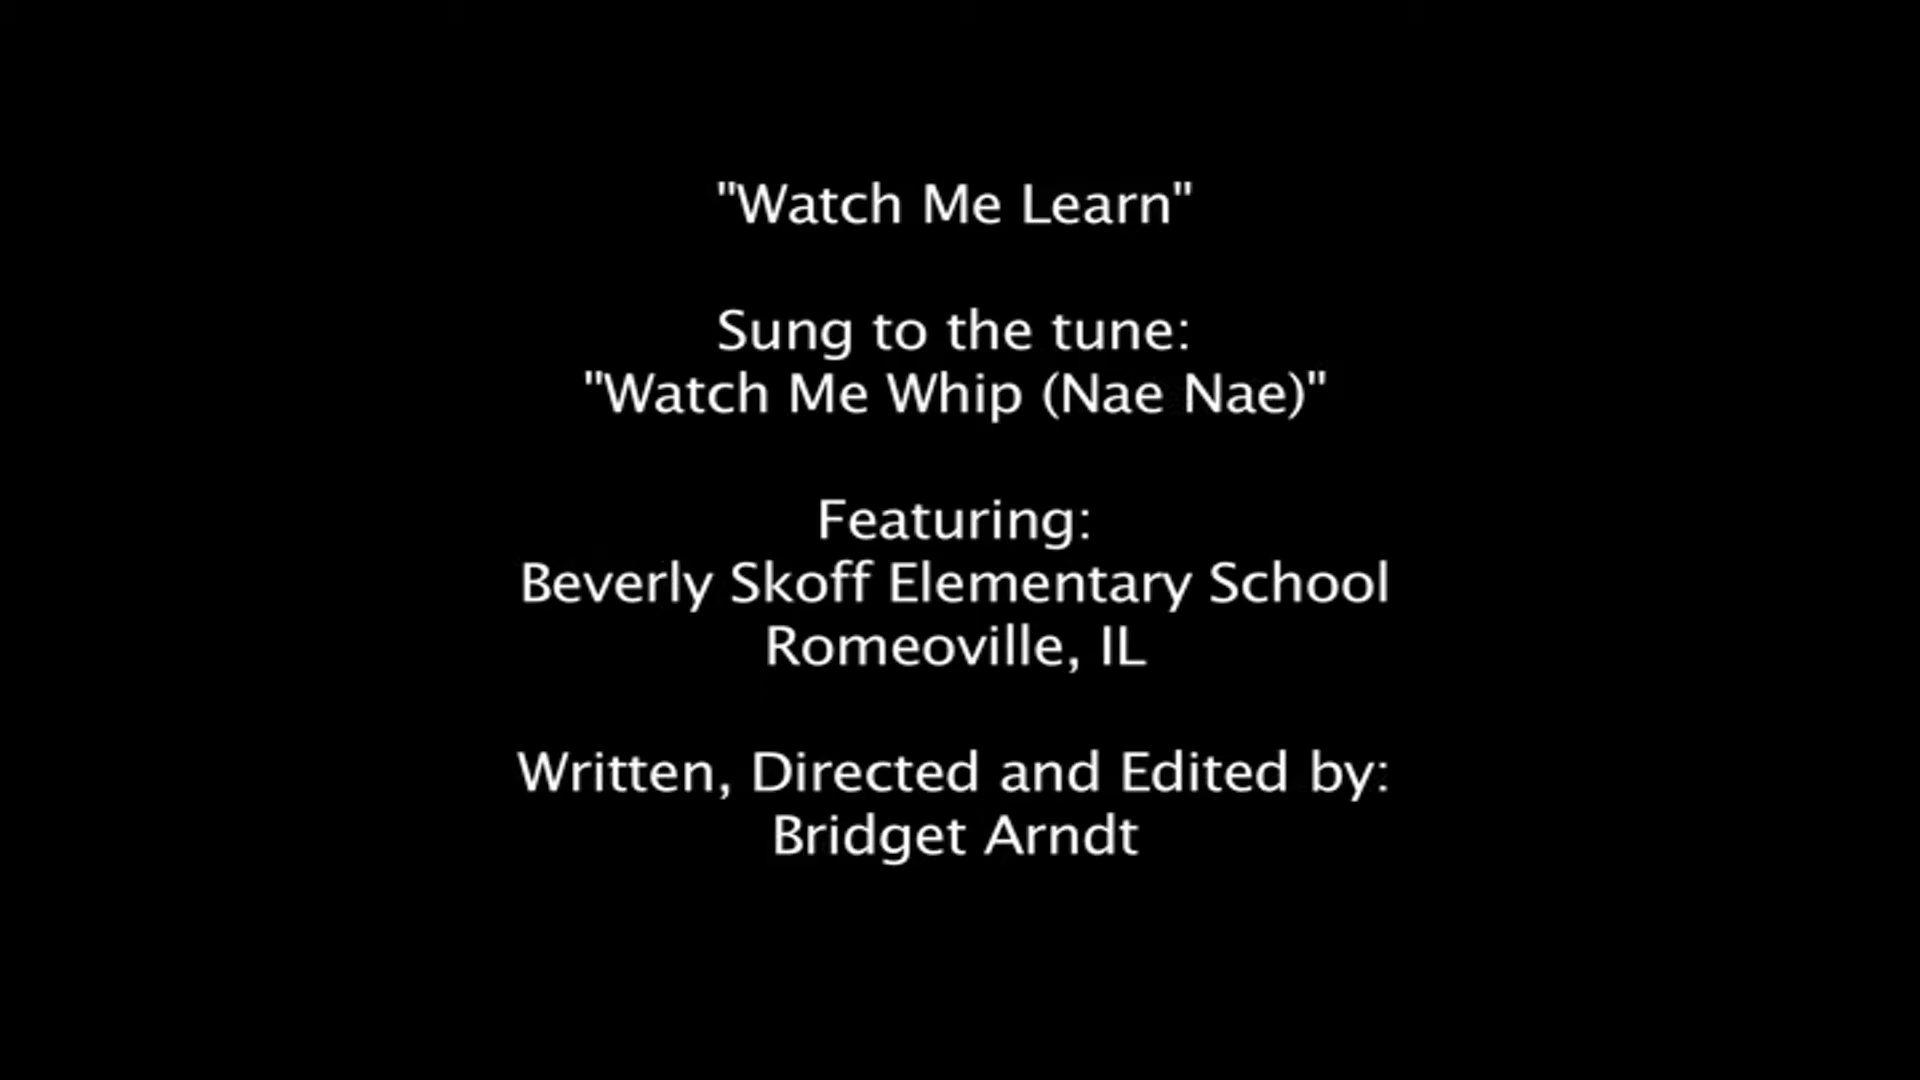 "Watch Me Learn"
Sung to the tune:
"Watch Me Whip (Nae Nae)"
Featuring:
Beverly Skoff Elementary School
Romeoville, IL
Written, Directed and Edited by:
Bridget Arndt